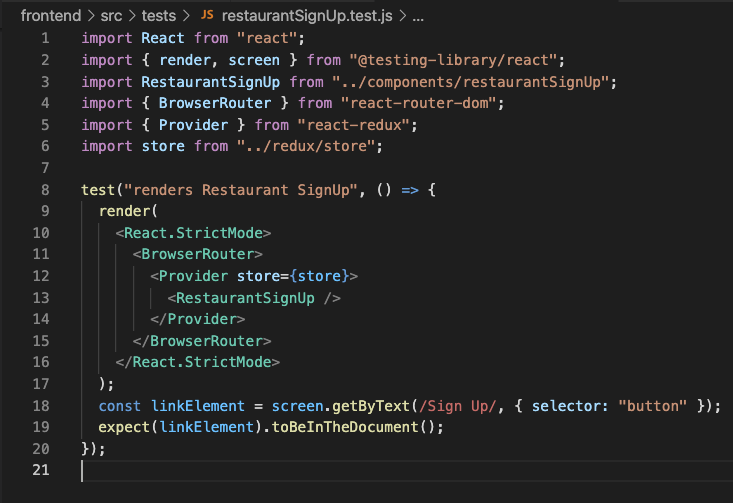 frontend > src > tests > JS restaurantSignUp.test.js > ...
1 import React from "react";
2 import { render, screen } from "@testing-library/react";
3 import RestaurantSignUp from "../components/restaurantSignUp";
4 import { BrowserRouter } from "react-router-dom";
5 import { Provider } from "react-redux";
6 import store from "../redux/store";
7
8 test("renders Restaurant SignUp", () => {
9 render(
10 <React.StrictMode>
11 <BrowserRouter>
12 <Provider store={store}>
13 <RestaurantSignUp />
14 </Provider>
15 </BrowserRouter>
16 </React.StrictMode>
17 );
18 const linkElement = screen.getByText(/Sign Up/, { selector: "button" });
19 expect(linkElement).toBeInTheDocument();
20 });
21